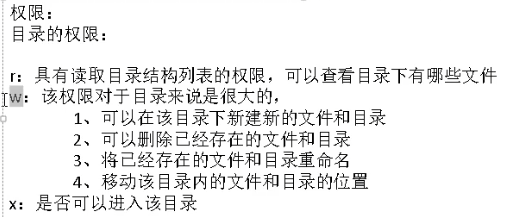 权限：
目录的权限：
r：具有读取目录结构列表的权限，可以查看目录下有哪些文件
w：该权限对于目录来说是很大的，
1、可以在该目录下新建新的文件和目录
2、可以删除已经存在的文件和目录
3、将已经存在的文件和目录重命名
4、移动该目录内的文件和目录的位置
x：是否可以进入该目录